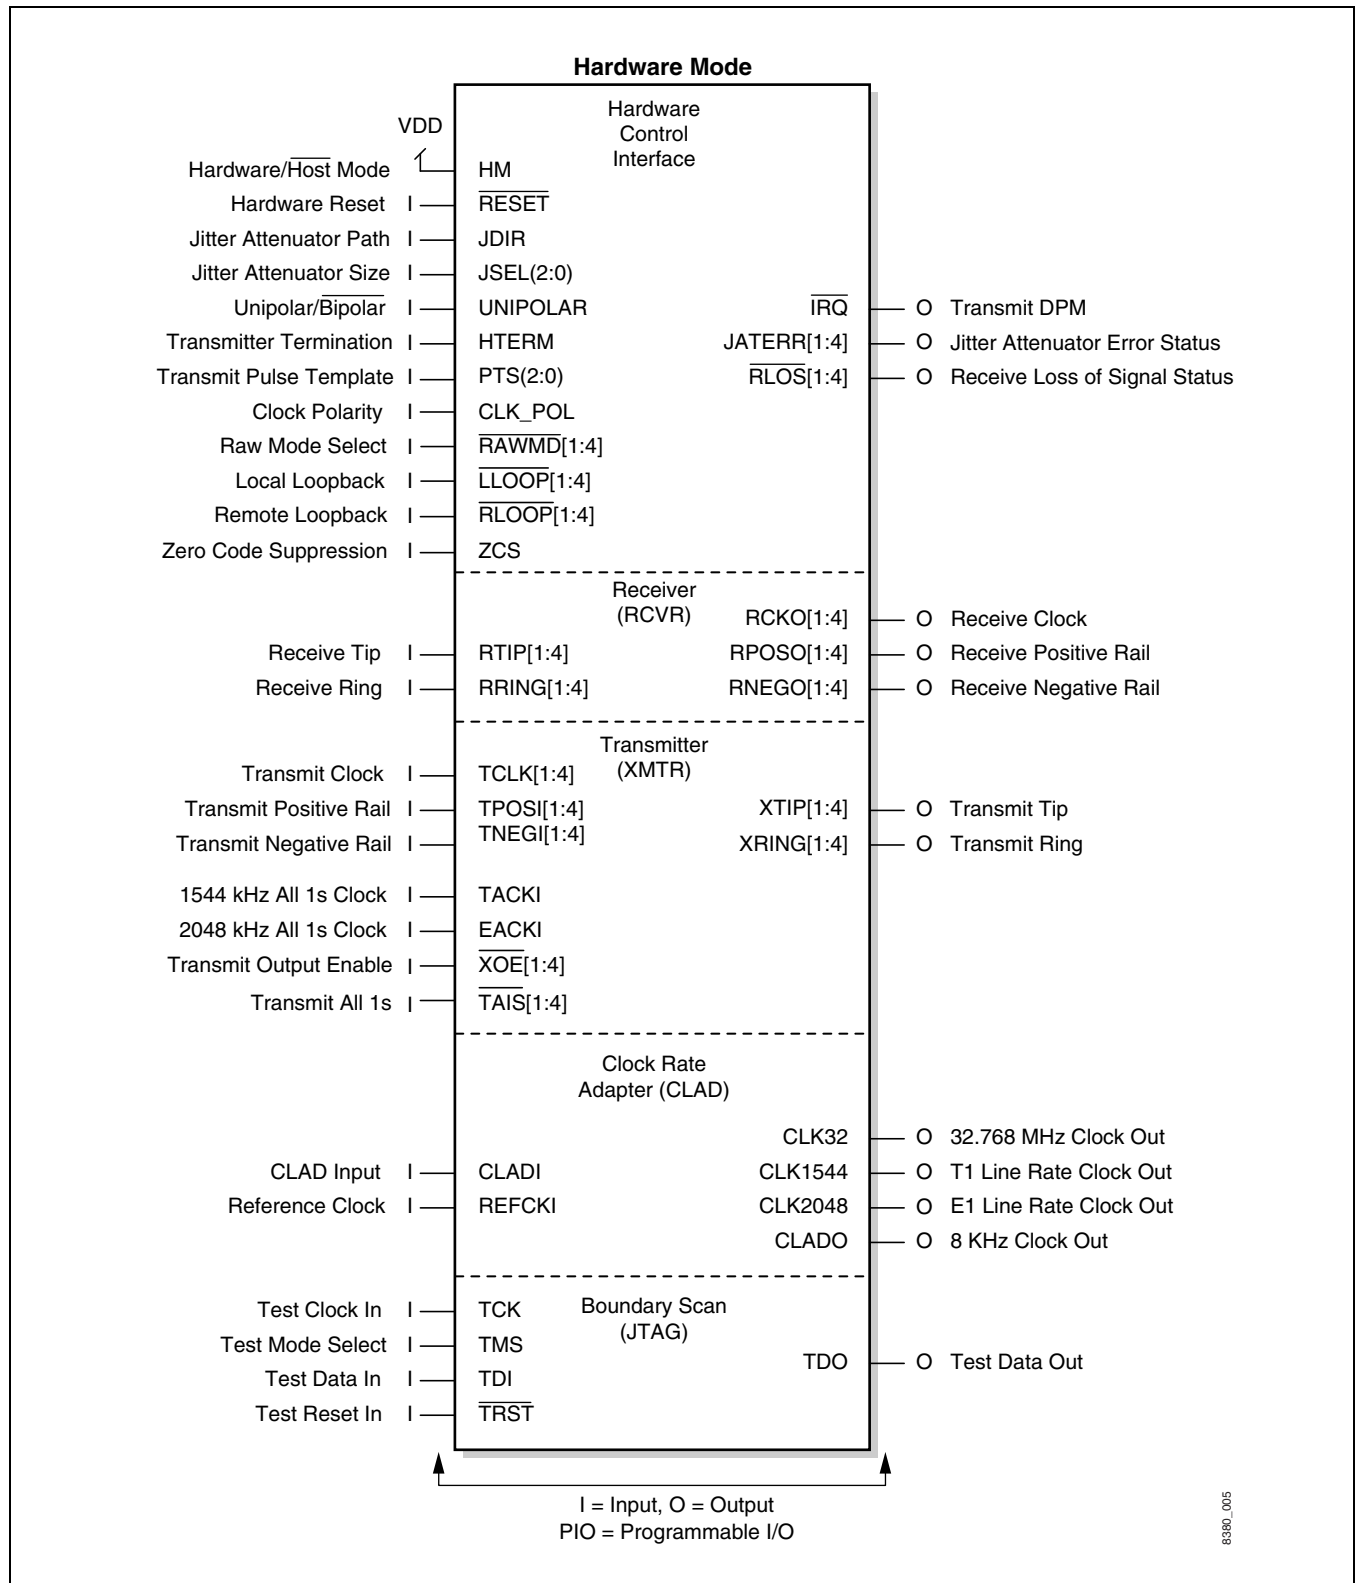 Hardware Mode
Hardware
Control
Interface
VDD
Hardware/Host Mode HM
Hardware Reset I RESET
Jitter Attenuator Path I JDIR
Jitter Attenuator Size I JSEL(2:0)
Unipolar/Bipolar I UNIPOLAR IRQ O Transmit DPM
Transmitter Termination I HTERM JATERR[1:4] O Jitter Attenuator Error Status
Transmit Pulse Template I PTS(2:0) RLOS[1:4] O Receive Loss of Signal Status
Clock Polarity I CLK_POL
Raw Mode Select I RAWMD[1:4]
Local Loopback I LLOOP[1:4]
Remote Loopback I RLOOP[1:4]
Zero Code Suppression I ZCS
Receiver
(RCVR) RCKO[1:4] O Receive Clock
Receive Tip I RTIP[1:4] RPOSO[1:4] O Receive Positive Rail
Receive Ring I RRING[1:4] RNEGO[1:4] O Receive Negative Rail
Transmitter
(XMTR)
Transmit Clock I TCLK[1:4]
Transmit Positive Rail I TPOSI[1:4] XTIP[1:4] O Transmit Tip
Transmit Negative Rail I TNEGI[1:4] XRING[1:4] O Transmit Ring
1544 kHz All 1s Clock I TACKI
2048 kHz All 1s Clock I EACKI
Transmit Output Enable I XOE[1:4]
Transmit All 1s I TAIS[1:4]
Clock Rate
Adapter (CLAD)
CLK32 O 32.768 MHz Clock Out
CLAD Input I CLADI CLK1544 O T1 Line Rate Clock Out
Reference Clock I REFCKI CLK2048 O E1 Line Rate Clock Out
CLADO O 8 KHz Clock Out
Boundary Scan
(JTAG)
Test Clock In I TCK
Test Mode Select I TMS
TDO O Test Data Out
Test Data In I TDI
Test Reset In I TRST
I = Input, O = Output
PIO = Programmable I/O
8380_005